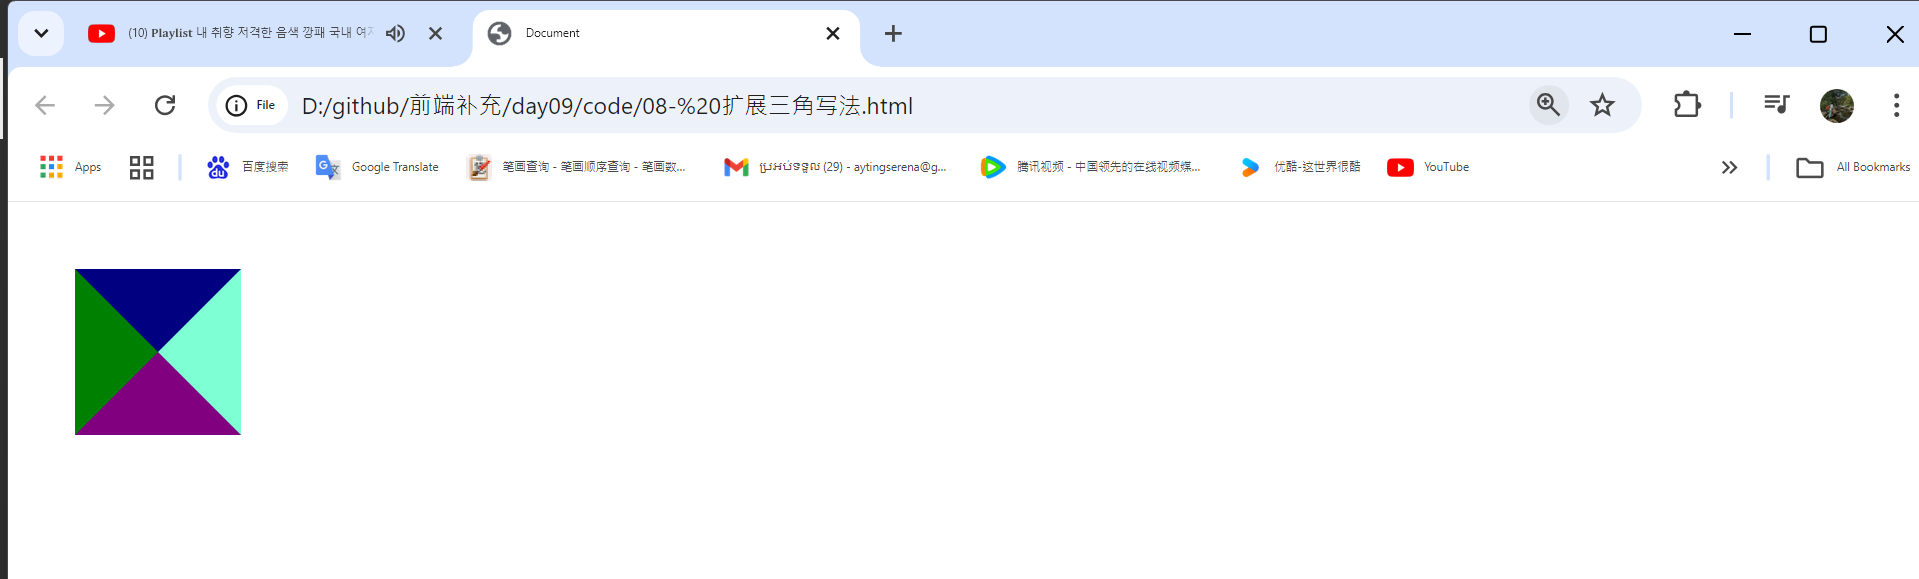 (10) Playlist 내 취향 저격한 음색 깡패 국내 여자
Document
File
D:/github/前端补充/day09/code/08-%20扩展三角写法.html
Apps
du
百度搜索
Google Translate
笔画查询 - 笔画顺序查询 - 笔画数...
ប្រអប់ទទួល (29) - aytingserena@g...
腾讯视频 - 中国领先的在线视频媒...
优酷-这世界很酷
YouTube
All Bookmarks